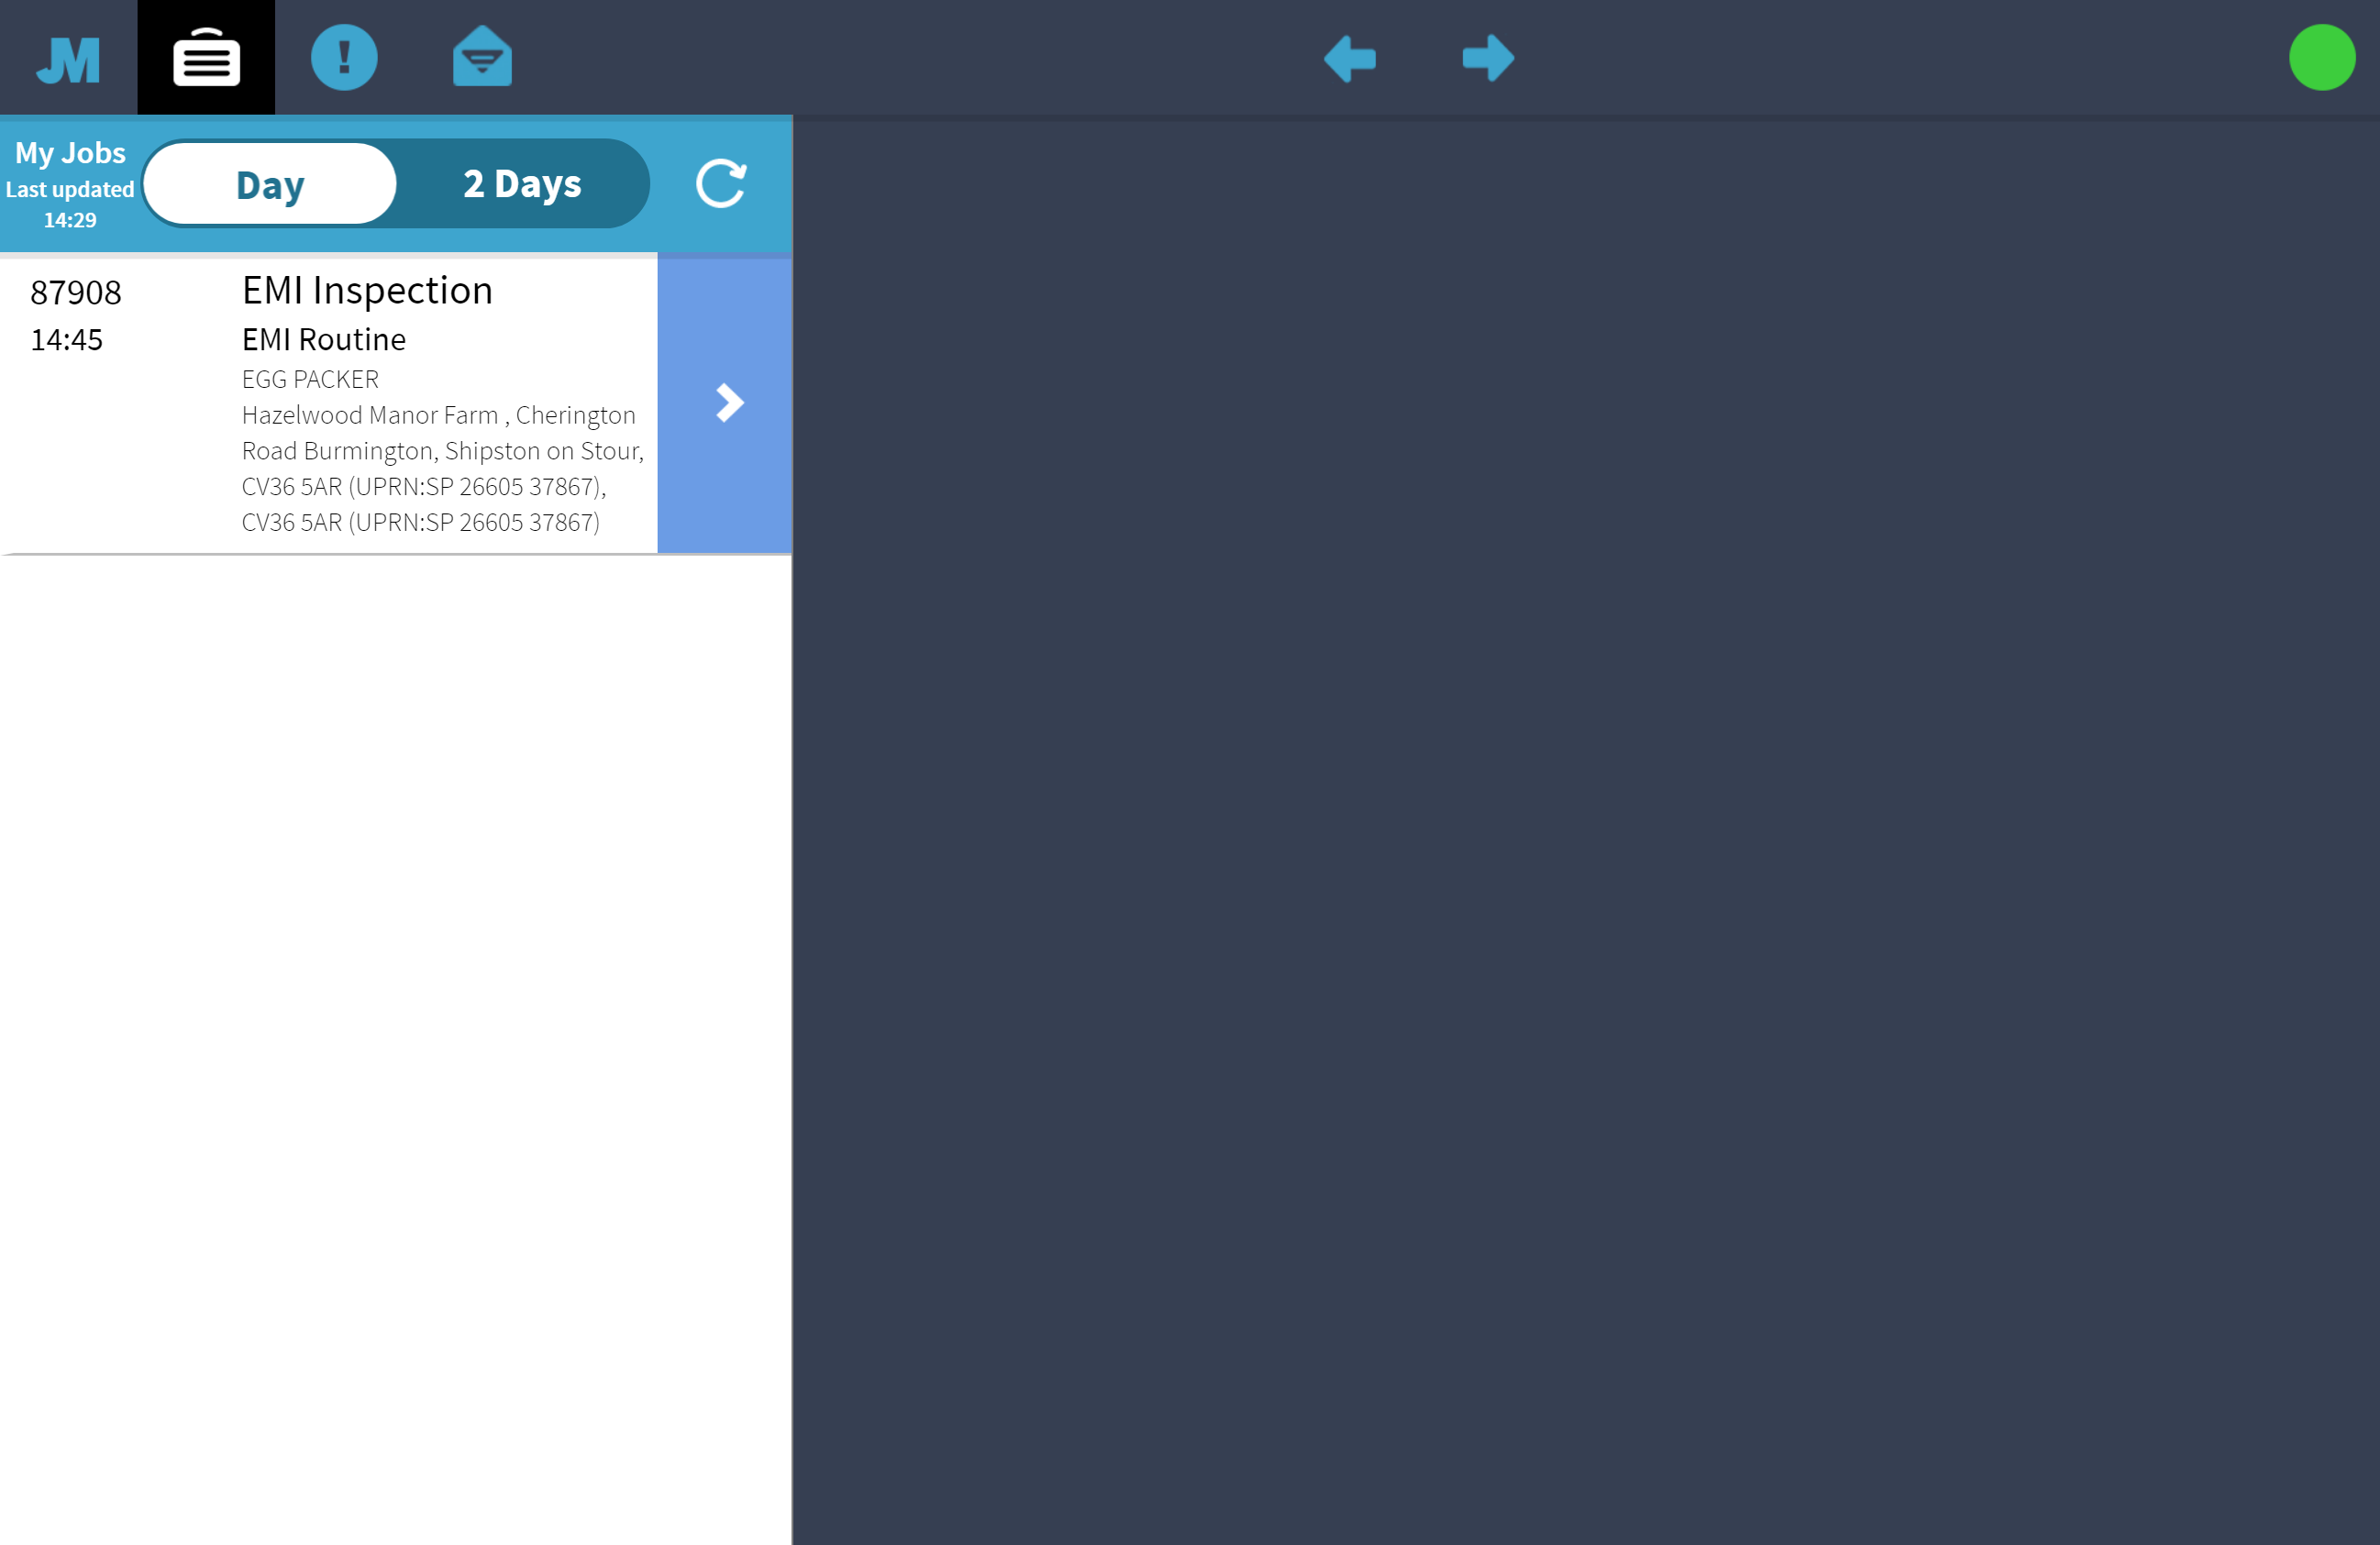 JM
My Jobs
Last updated
14:29
Day
2 Days
87908
14:45
EMI Inspection
EMI Routine
EGG PACKER
Hazelwood Manor Farm , Cherington
Road Burmington, Shipston on Stour,
CV36 5AR (UPRN:SP 26605 37867),
CV36 5AR (UPRN:SP 26605 37867)